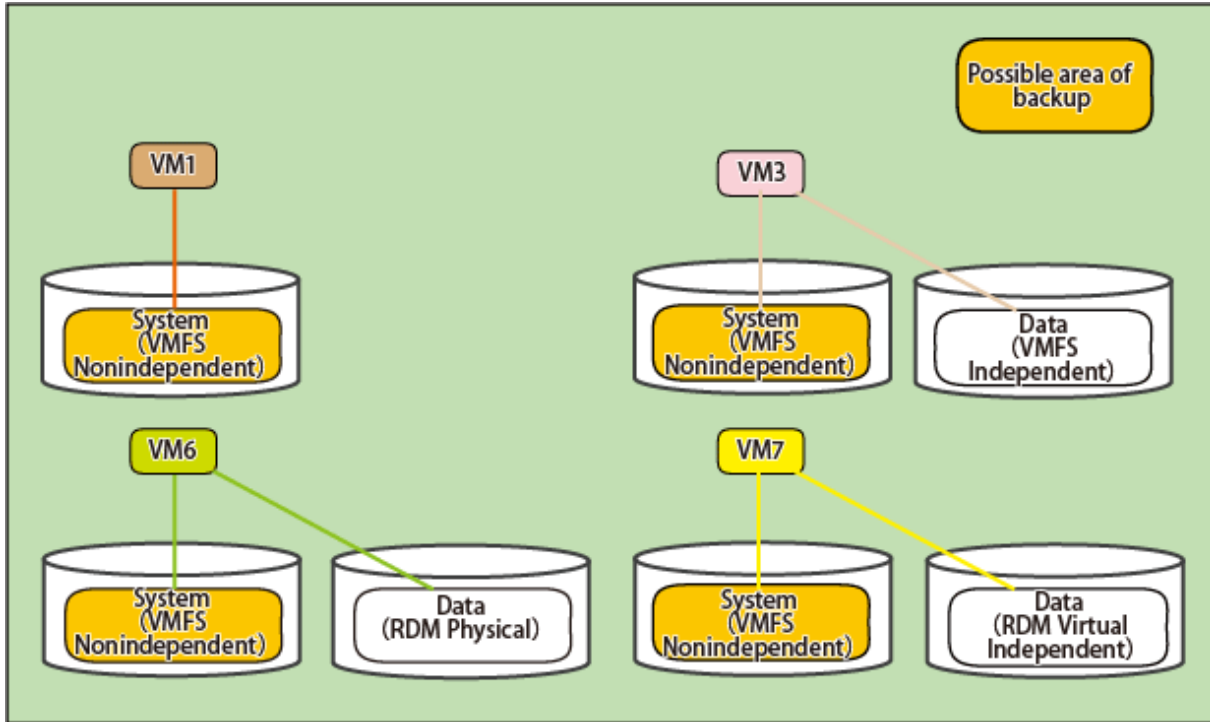 Possible area of
backup
VM1
VM3
System
(VMFS
Nonindependent)
System
(VMFS
Nonindependent)
Data
(VMFS
Independent)
VM6
VM7
System
(VMFS
Nonindependent)
Data
(RDM Physical)
System
(VMFS
Nonindependent)
Data
(RDM Virtual
Independent)